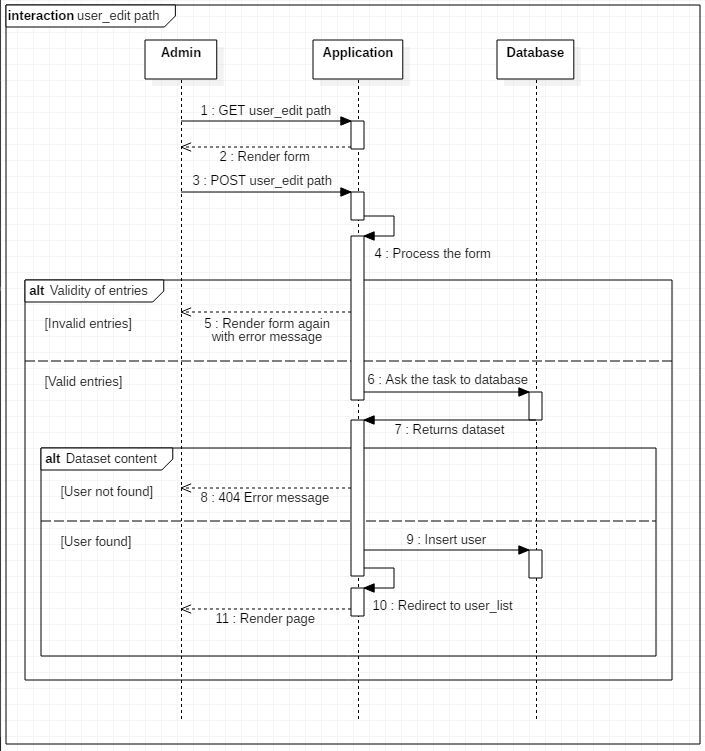 interaction user_edit path
Admin
Application
Database
1 : GET user_edit path
2 : Render form
3 : POST user_edit path
4 : Process the form
alt Validity of entries
[Invalid entries]
5 : Render form again
with error message
[Valid entries]
6 : Ask the task to database
7 : Returns dataset
alt Dataset content
[User not found]
8 : 404 Error message
[User found]
9 : Insert user
10 : Redirect to user_list
11 : Render page